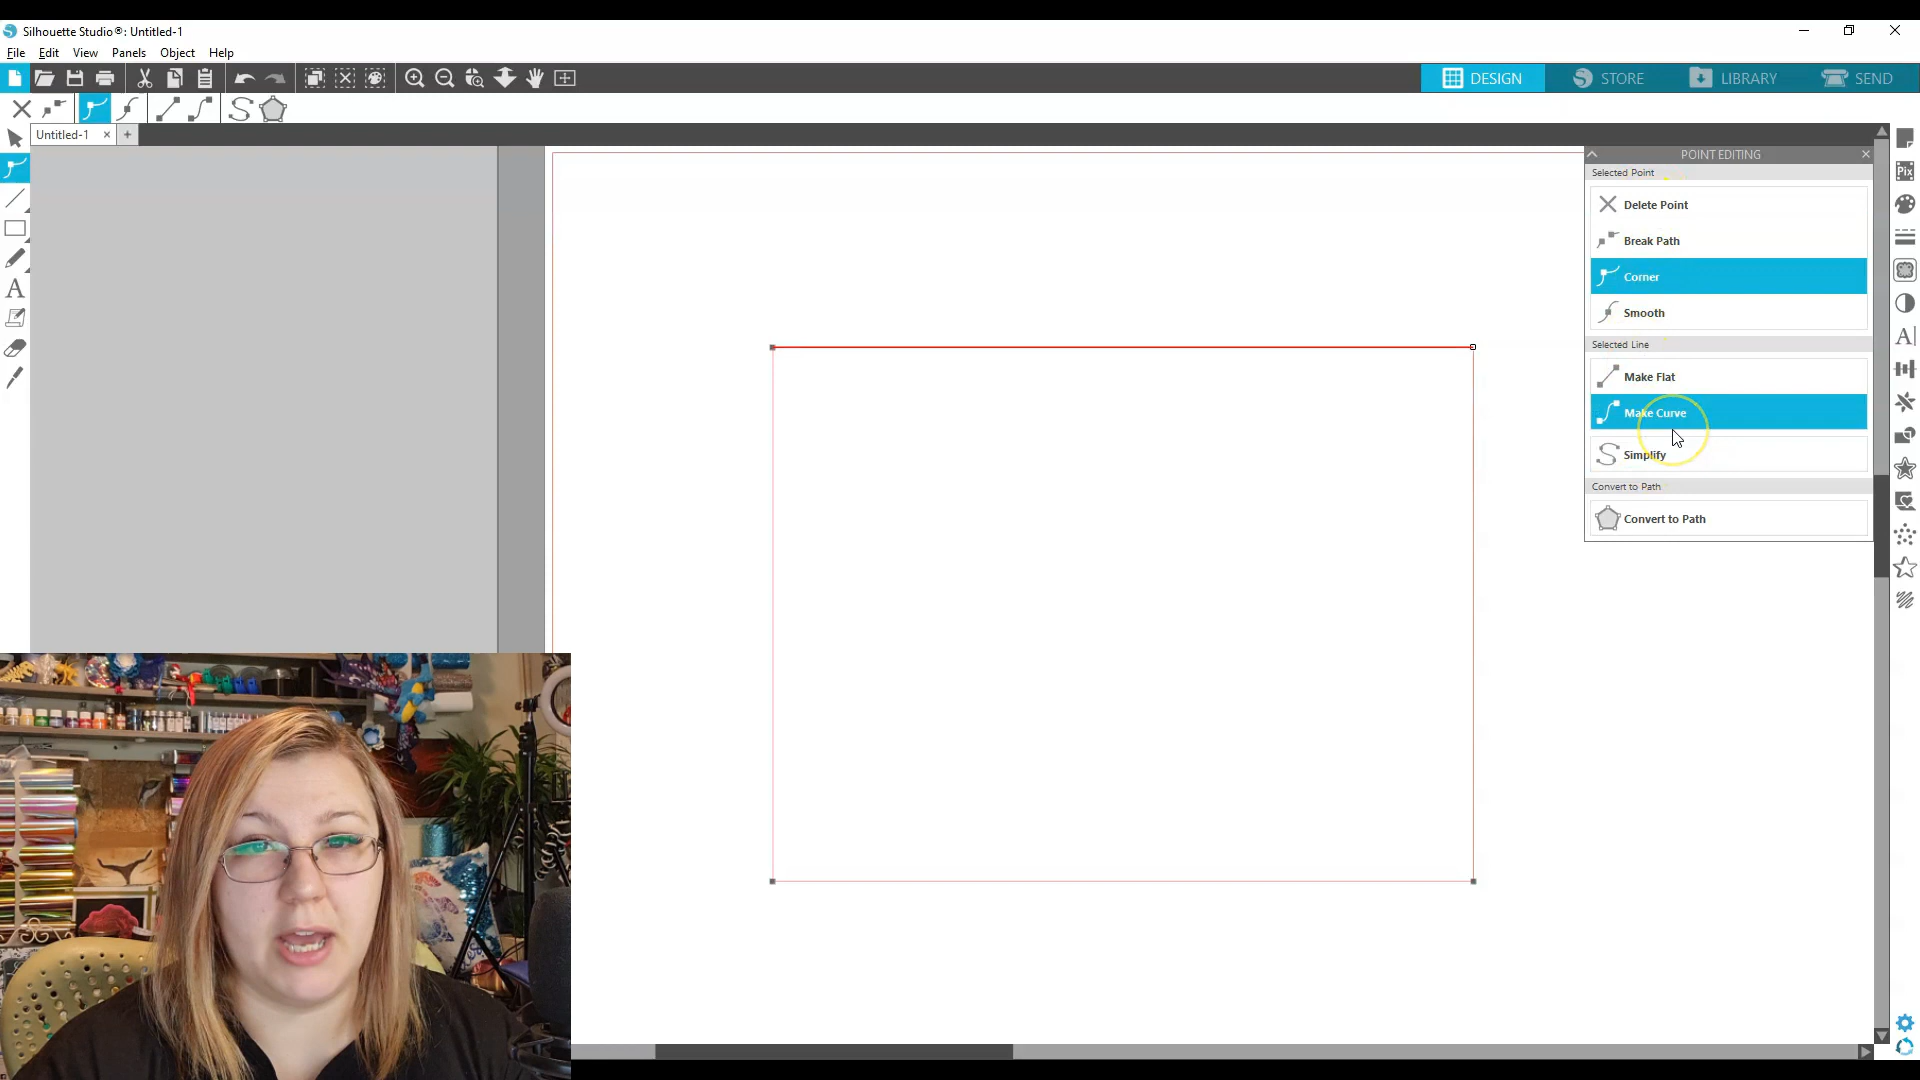 Silhouette Studio®: Untitled-1
File Edit View Panels Object Help
DESIGN STORE LIBRARY SEND
Untitled-1
POINT EDITING
Selected Point
Delete Point
Break Path
Corner
Smooth
Selected Line
Make Flat
Make Curve
Simplify
Convert to Path
Convert to Path
Pix
A
A